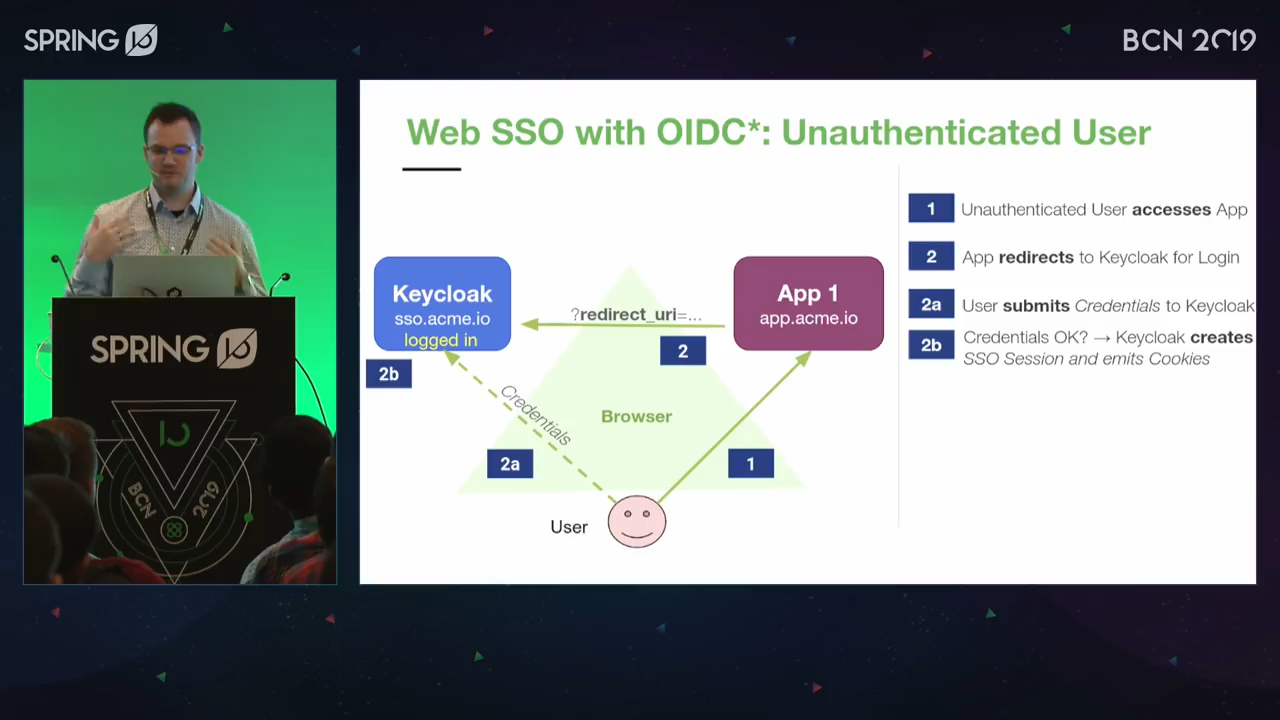 SPRING IO
BCN 2019
Web SSO with OIDC*: Unauthenticated User
1 Unauthenticated User accesses App
2 App redirects to Keycloak for Login
2a User submits Credentials to Keycloak
2b Credentials OK? → Keycloak creates
SSO Session and emits Cookies
Keycloak
sso.acme.io
logged in
App 1
app.acme.io
?redirect_uri=...
2
2b
Credentials
Browser
2a
1
User
SPRING IO
IO
BCN 2019